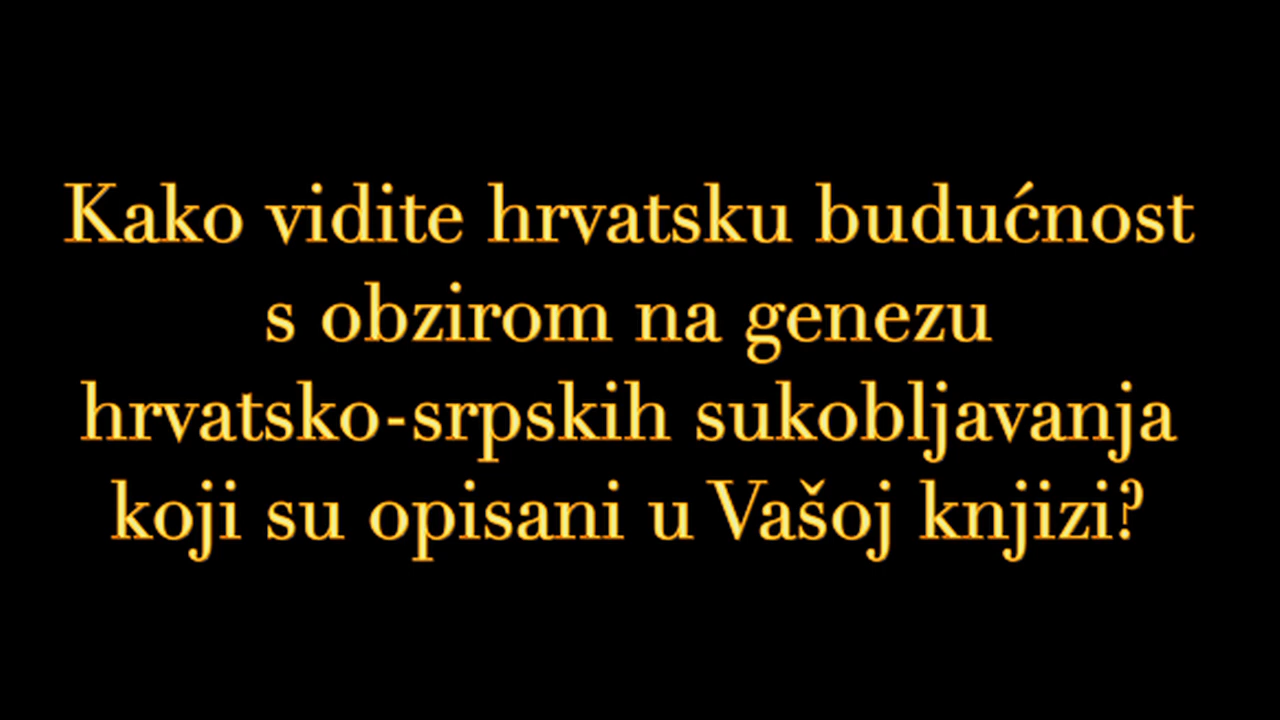 Kako vidite hrvatsku budućnost
s obzirom na genezu
hrvatsko-srpskih sukobljavanja
koji su opisani u Vašoj knjizi?